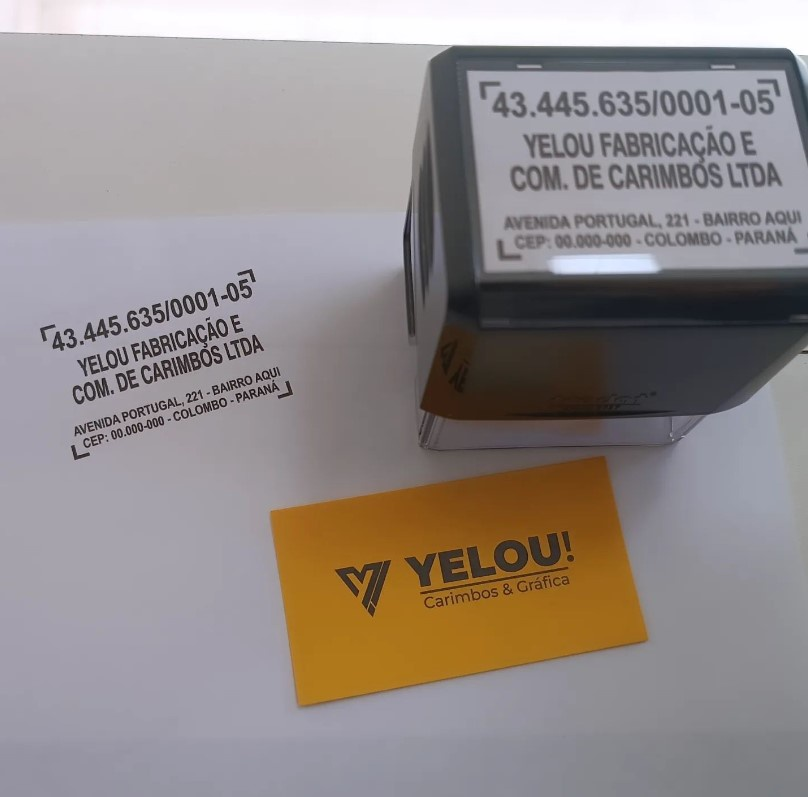 43.445.635/0001-05
YELOU FABRICAÇÃO E
COM. DE CARIMBOS LTDA
AVENIDA PORTUGAL, 221 - BAIRRO AQUI
CEP: 00.000-000 - COLOMBO - PARANÁ
43.445.635/0001-05
YELOU FABRICAÇÃO E
COM. DE CARIMBOS LTDA
AVENIDA PORTUGAL, 221 - BAIRRO AQUI
CEP: 00.000-000 - COLOMBO - PARANÁ
YELOU!
Carimbos & Gráfica